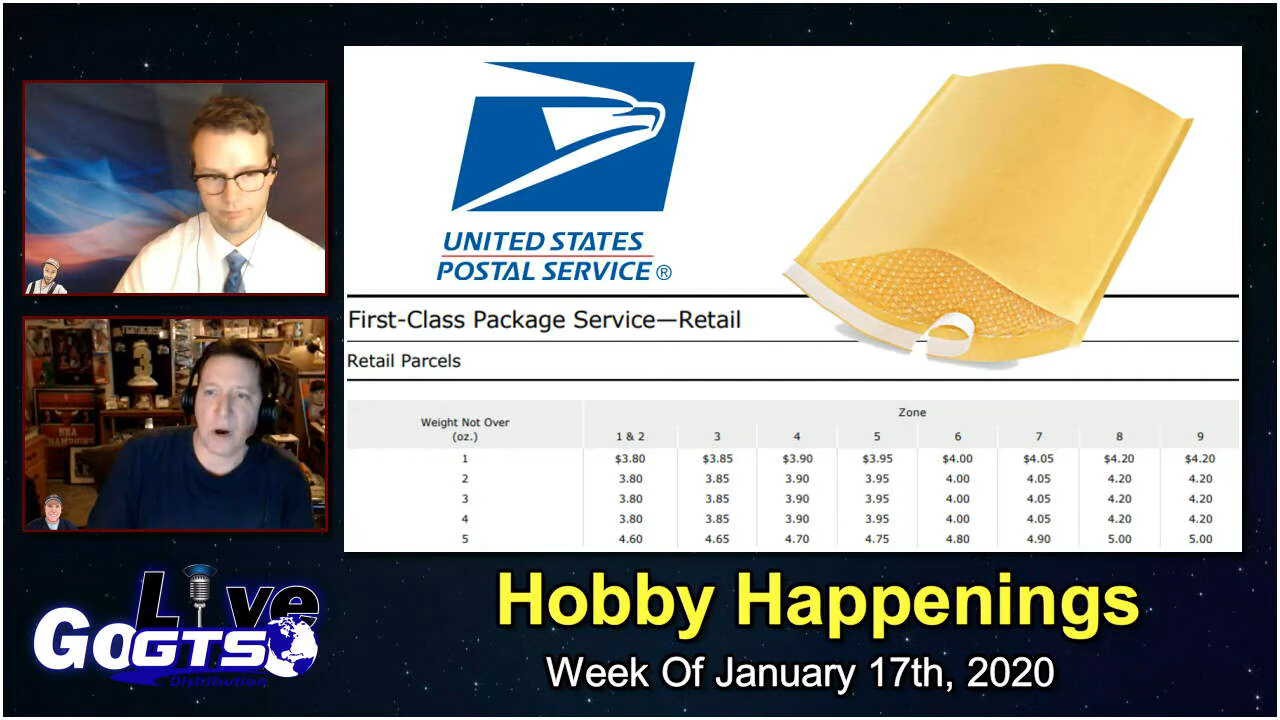 UNITED STATES
POSTAL SERVICE ®
First-Class Package Service—Retail
Retail Parcels
Weight Not Over
(oz.)
Zone
1 & 2 3 4 5 6 7 8 9
1 $3.80 $3.85 $3.90 $3.95 $4.00 $4.05 $4.20 $4.20
2 3.80 3.85 3.90 3.95 4.00 4.05 4.20 4.20
3 3.80 3.85 3.90 3.95 4.00 4.05 4.20 4.20
4 3.80 3.85 3.90 3.95 4.00 4.05 4.20 4.20
5 4.60 4.65 4.70 4.75 4.80 4.90 5.00 5.00
3
NBA
CHAMPIONS
Live
GOGTS
Distribution
Hobby Happenings
Week Of January 17th, 2020